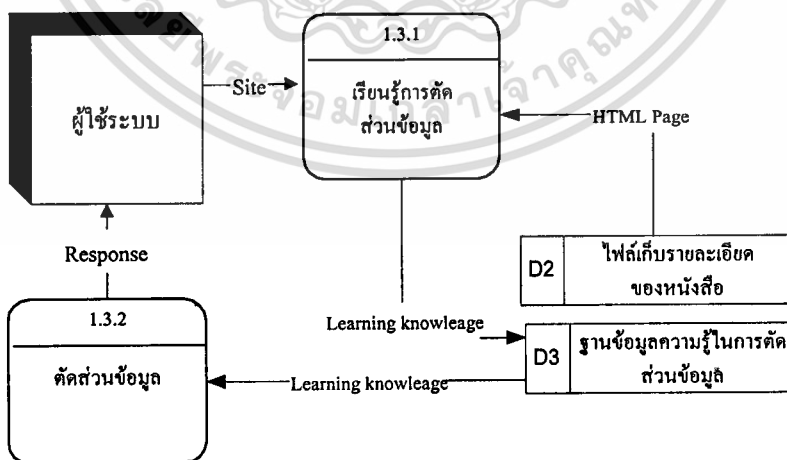 1.3.1
ผู้ใช้ระบบ
Site
เรียนรู้การตัด
ส่วนข้อมูล
HTML Page
Response
D2
ไฟล์เก็บรายละเอียด
ของหนังสือ
1.3.2
ตัดส่วนข้อมูล
Learning knowleage
D3
ฐานข้อมูลความรู้ในการตัด
ส่วนข้อมูล
Learning knowleage